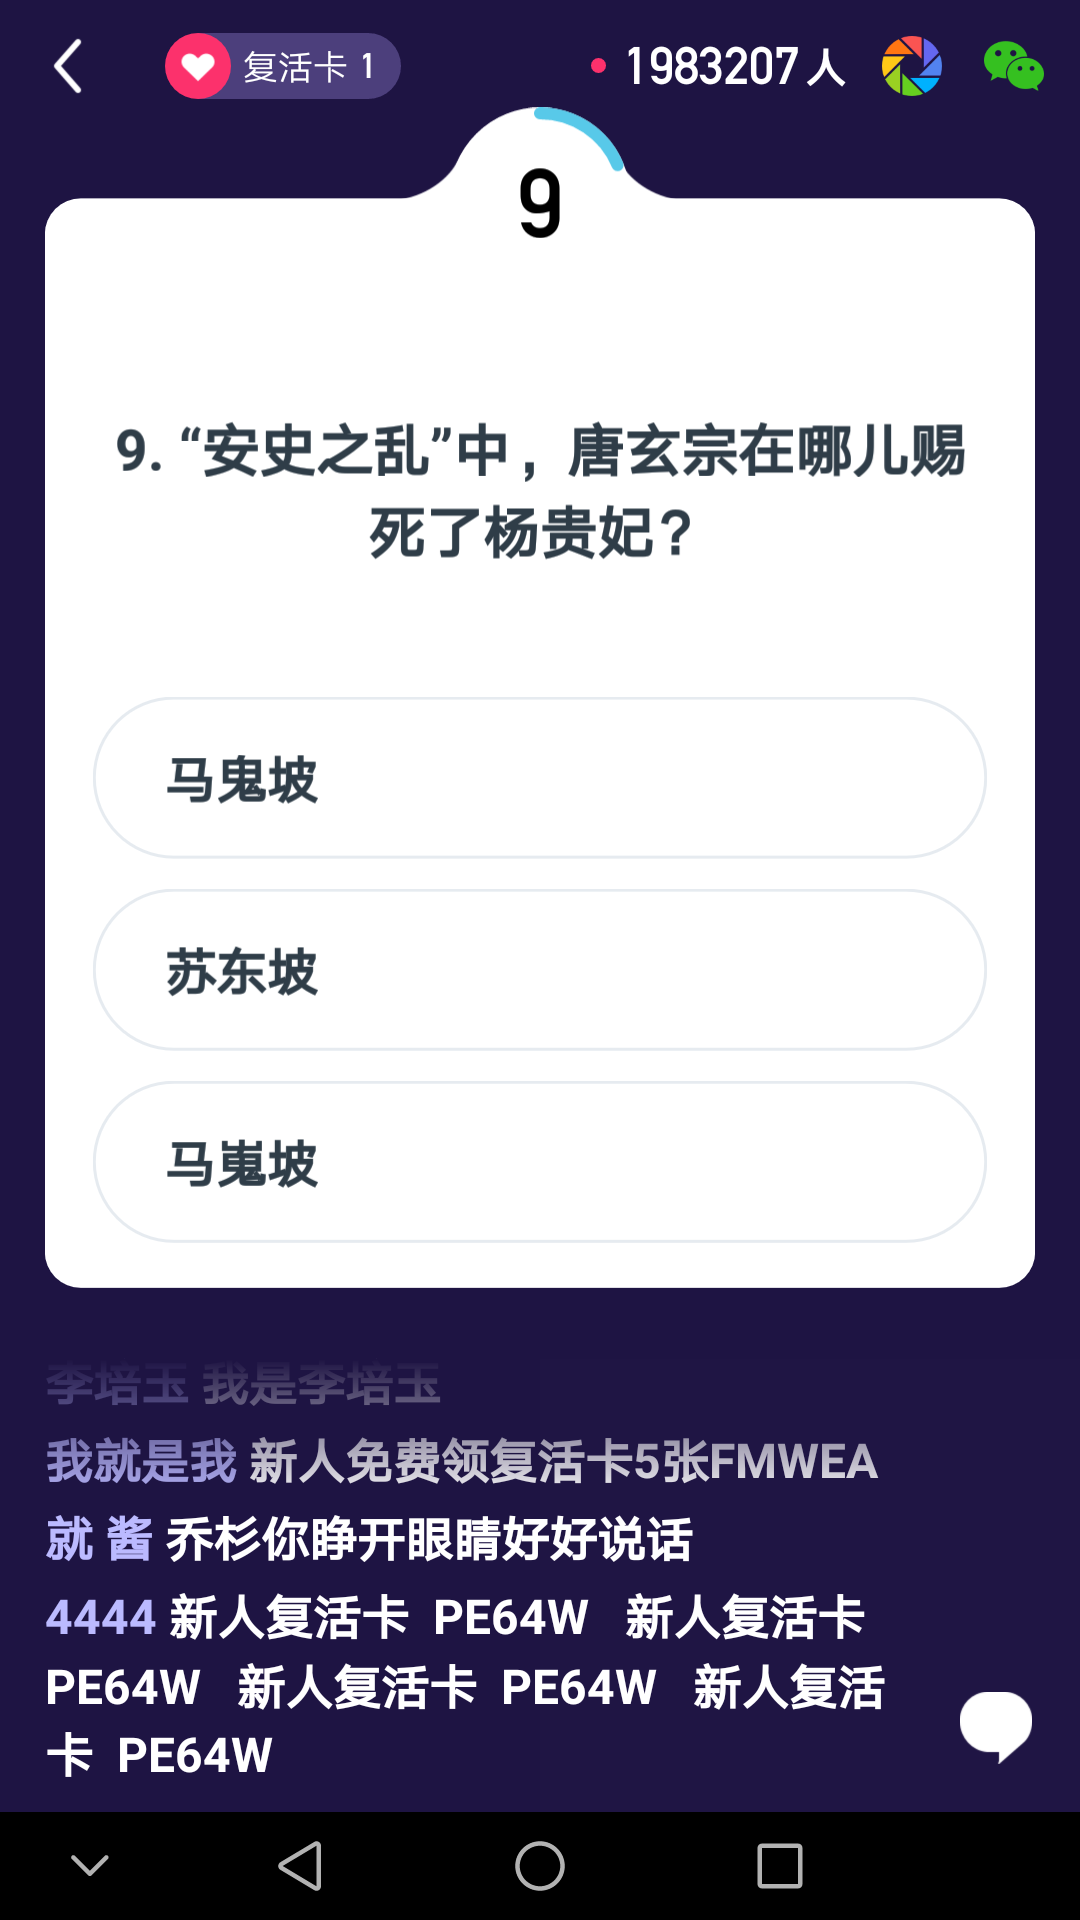 复活卡 1
1983207人
9
9. “安史之乱”中，唐玄宗在哪儿赐
死了杨贵妃？
马鬼坡
苏东坡
马嵬坡
李培玉 我是李培玉
我就是我 新人免费领复活卡5张FMWEA
就 酱 乔杉你睁开眼睛好好说话
4444 新人复活卡 PE64W 新人复活卡
PE64W 新人复活卡 PE64W 新人复活
卡 PE64W